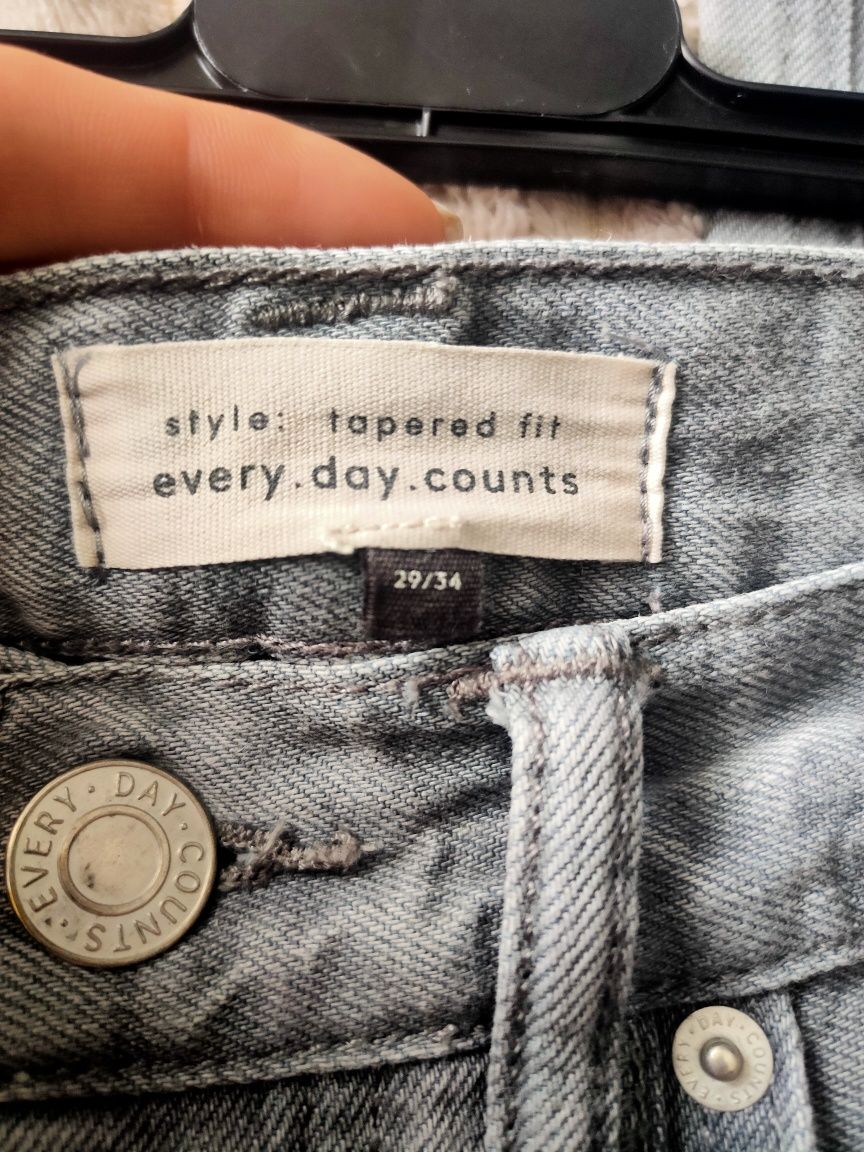 style: tapered fit
every.day.counts
29/34
EVERY · DAY · COUNTS ·
EVERY · DAY · COUNTS ·